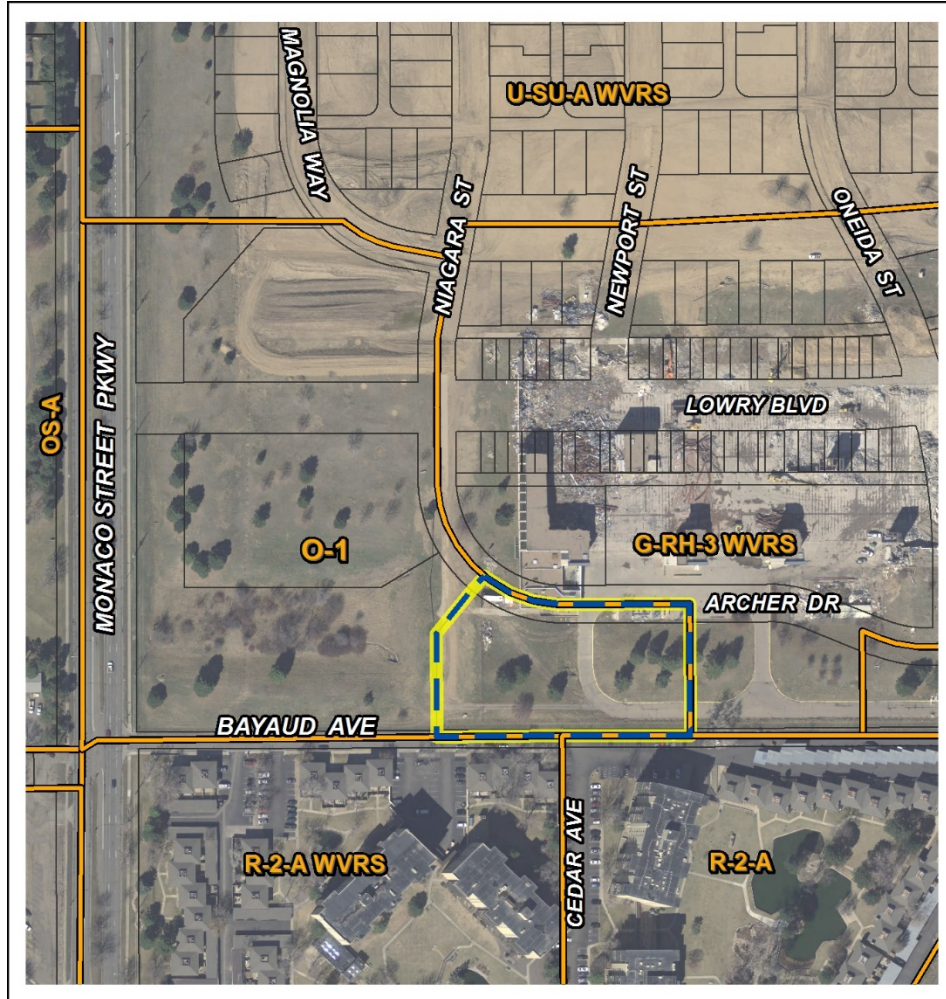 MAGNOLIA WAY
U-SU-A WVRS
NIAGARA ST
NEWPORT ST
ONEIDA ST
OS-A
MONACO STREET PKWY
LOWRY BLVD
O-1
G-RH-3 WVRS
ARCHER DR
BAYAUD AVE
R-2-A WVRS
CEDAR AVE
R-2-A